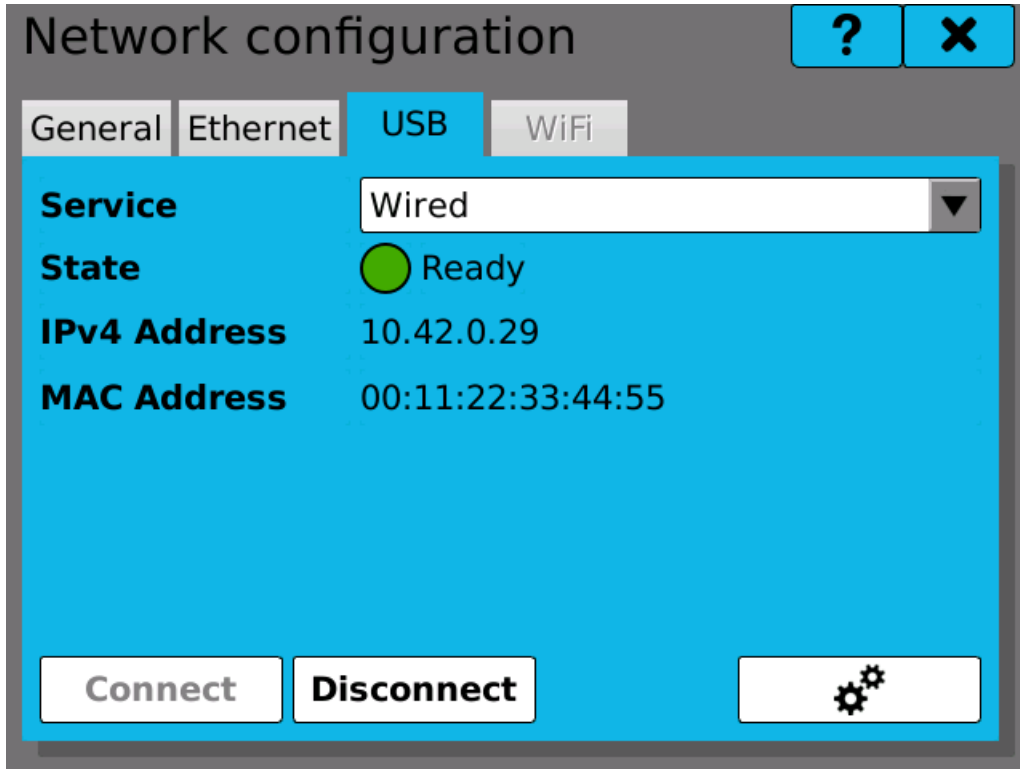 Network configuration ?
General Ethernet USB WiFi
Service Wired
State Ready
IPv4 Address 10.42.0.29
MAC Address 00:11:22:33:44:55
Connect Disconnect